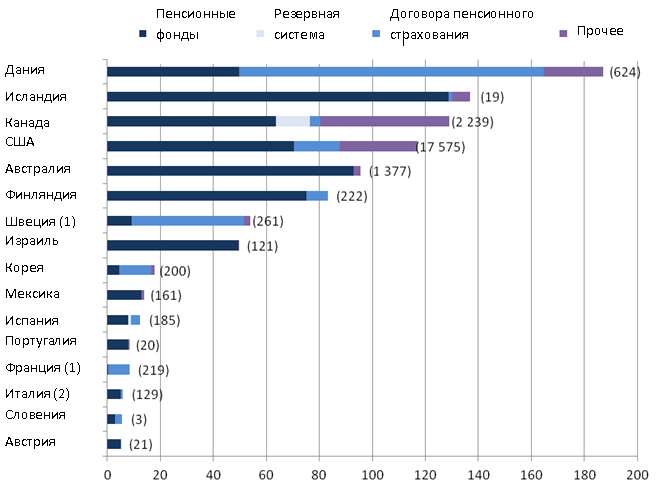 Пенсионные фонды
Резервная система
Договора пенсионного страхования
Прочее
Дания (624)
Исландия (19)
Канада (2 239)
США (17 575)
Австралия (1 377)
Финляндия (222)
Швеция (1) (261)
Израиль (121)
Корея (200)
Мексика (161)
Испания (185)
Португалия (20)
Франция (1) (219)
Италия (2) (129)
Словения (3)
Австрия (21)
0 20 40 60 80 100 120 140 160 180 200